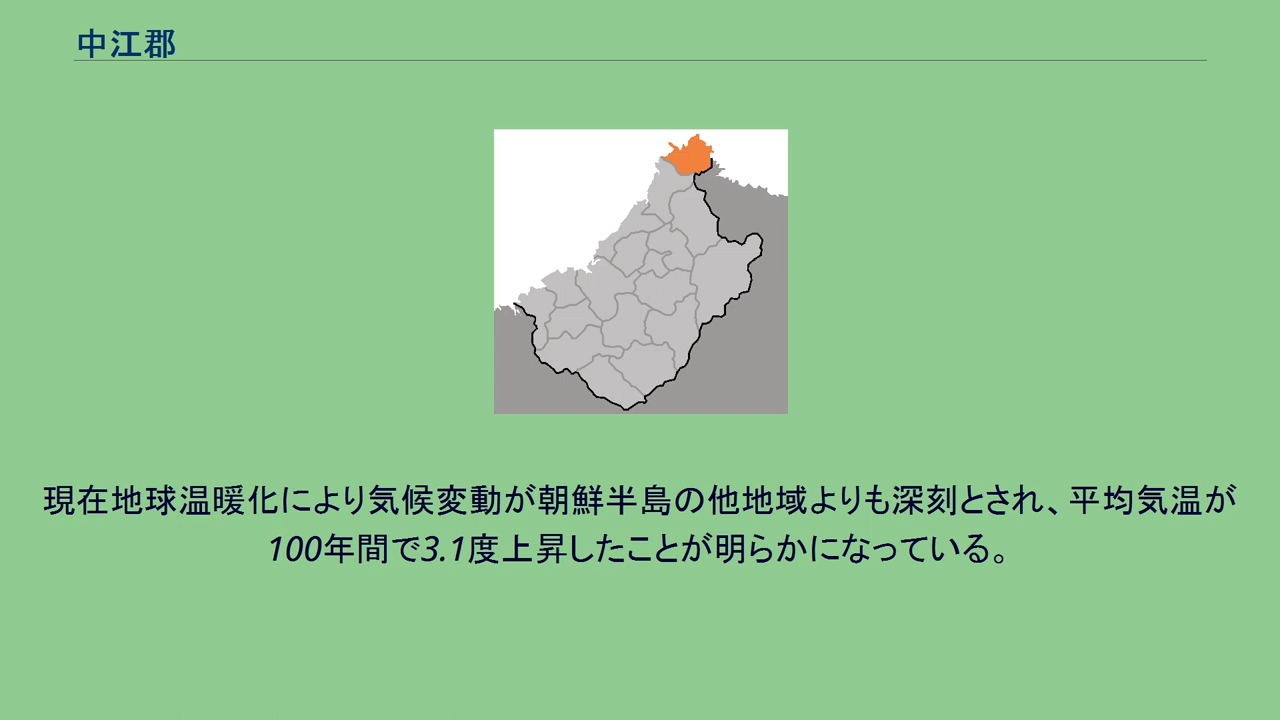 中江郡
現在地球温暖化により気候変動が朝鮮半島の他地域よりも深刻とされ、平均気温が
100年間で3.1度上昇したことが明らかになっている。